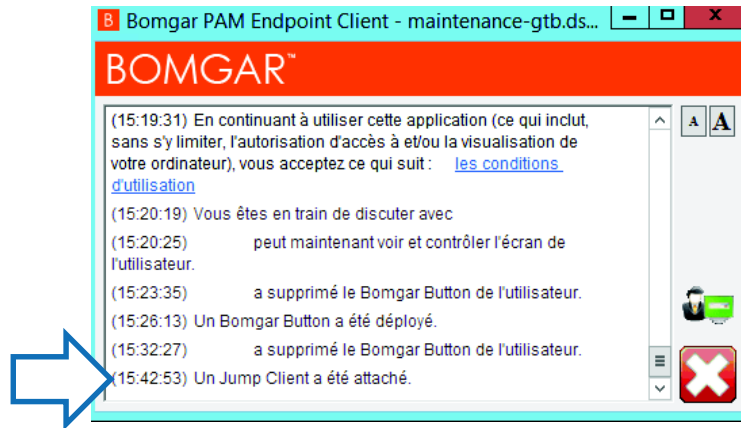 B Bomgar PAM Endpoint Client - maintenance-gtb.ds...
BOMGAR™
(15:19:31) En continuant à utiliser cette application (ce qui inclut,
sans s'y limiter, l'autorisation d'accès à et/ou la visualisation de
votre ordinateur), vous acceptez ce qui suit : les conditions
d'utilisation
(15:20:19) Vous êtes en train de discuter avec
(15:20:25) peut maintenant voir et contrôler l'écran de
l'utilisateur.
(15:23:35) a supprimé le Bomgar Button de l'utilisateur.
(15:26:13) Un Bomgar Button a été déployé.
(15:32:27) a supprimé le Bomgar Button de l'utilisateur.
(15:42:53) Un Jump Client a été attaché.
A A